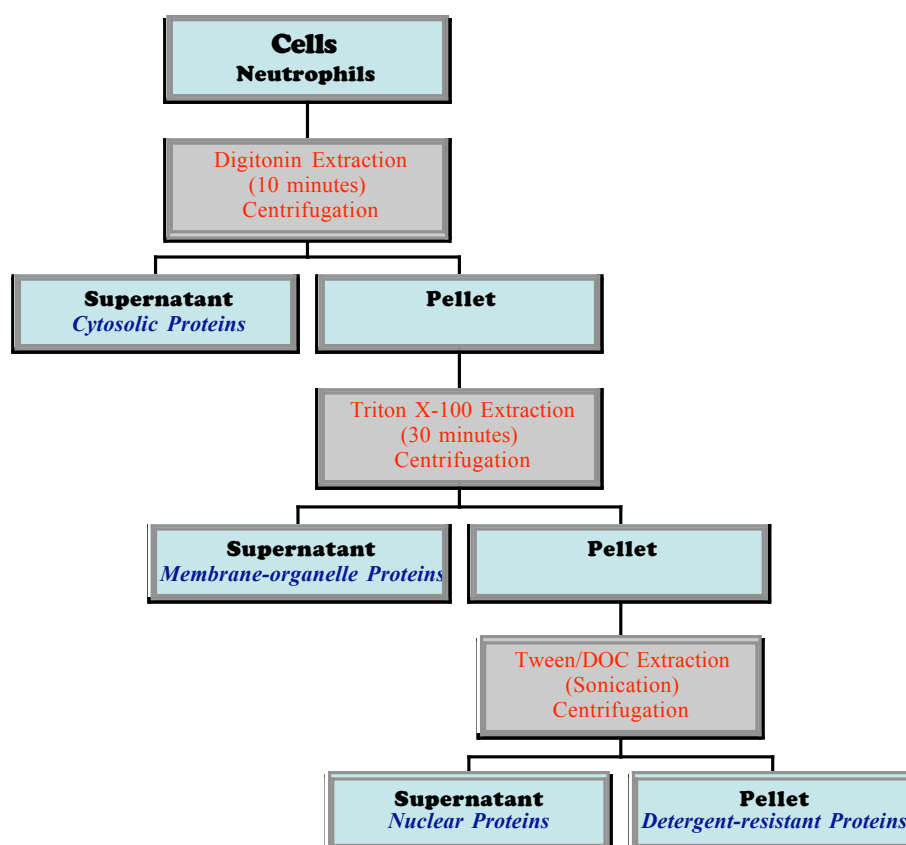 Cells
Neutrophils
Digitonin Extraction
(10 minutes)
Centrifugation
Supernatant
Cytosolic Proteins
Pellet
Triton X-100 Extraction
(30 minutes)
Centrifugation
Supernatant
Membrane-organelle Proteins
Pellet
Tween/DOC Extraction
(Sonication)
Centrifugation
Supernatant
Nuclear Proteins
Pellet
Detergent-resistant Proteins